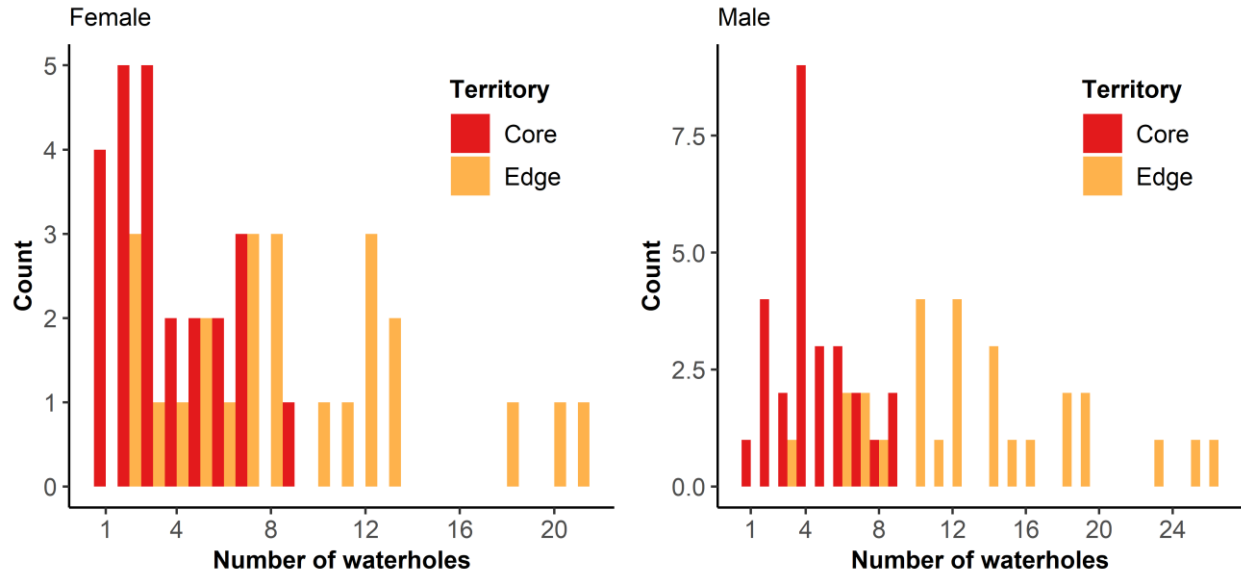 Female
5
4
3
2
1
0
Count
Territory
Core
Edge
1 4 8 12 16 20
Number of waterholes
Male
7.5
5.0
2.5
0.0
Count
Territory
Core
Edge
1 4 8 12 16 20 24
Number of waterholes